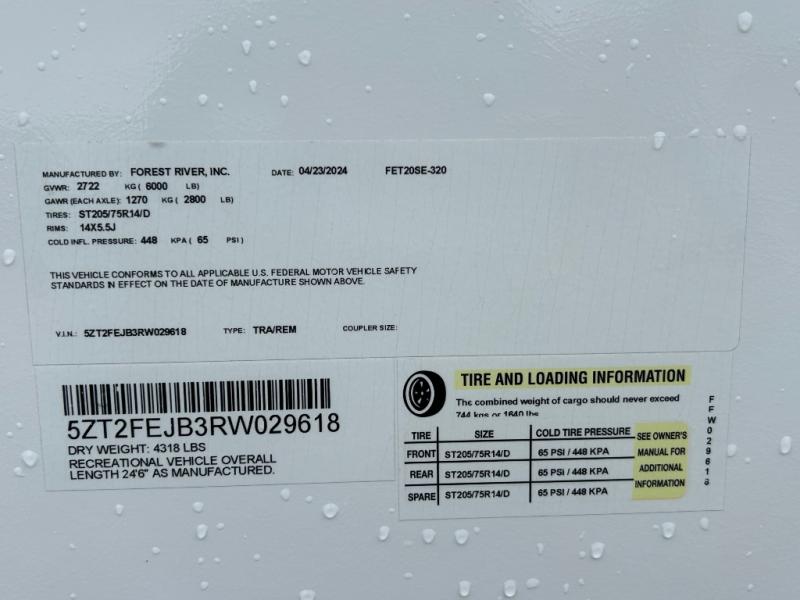 MANUFACTURED BY: FOREST RIVER, INC. DATE: 04/23/2024 FET20SE-320
GVWR: 2722 KG ( 6000 LB)
GAWR (EACH AXLE): 1270 KG ( 2800 LB)
TIRES: ST205/75R14/D
RIMS: 14X5.5J
COLD INFL. PRESSURE: 448 KPA ( 65 PSI )
THIS VEHICLE CONFORMS TO ALL APPLICABLE U.S. FEDERAL MOTOR VEHICLE SAFETY
STANDARDS IN EFFECT ON THE DATE OF MANUFACTURE SHOWN ABOVE.
V.I.N.: 5ZT2FEJB3RW029618 TYPE: TRA/REM COUPLER SIZE:
5ZT2FEJB3RW029618
DRY WEIGHT: 4318 LBS
RECREATIONAL VEHICLE OVERALL
LENGTH 24'6" AS MANUFACTURED.
TIRE AND LOADING INFORMATION
The combined weight of cargo should never exceed
744 kgs or 1640 lbs
TIRE SIZE COLD TIRE PRESSURE
FRONT ST205/75R14/D 65 PSI / 448 KPA
REAR ST205/75R14/D 65 PSI / 448 KPA
SPARE ST205/75R14/D 65 PSI / 448 KPA
SEE OWNER'S
MANUAL FOR
ADDITIONAL
INFORMATION
FFW029618